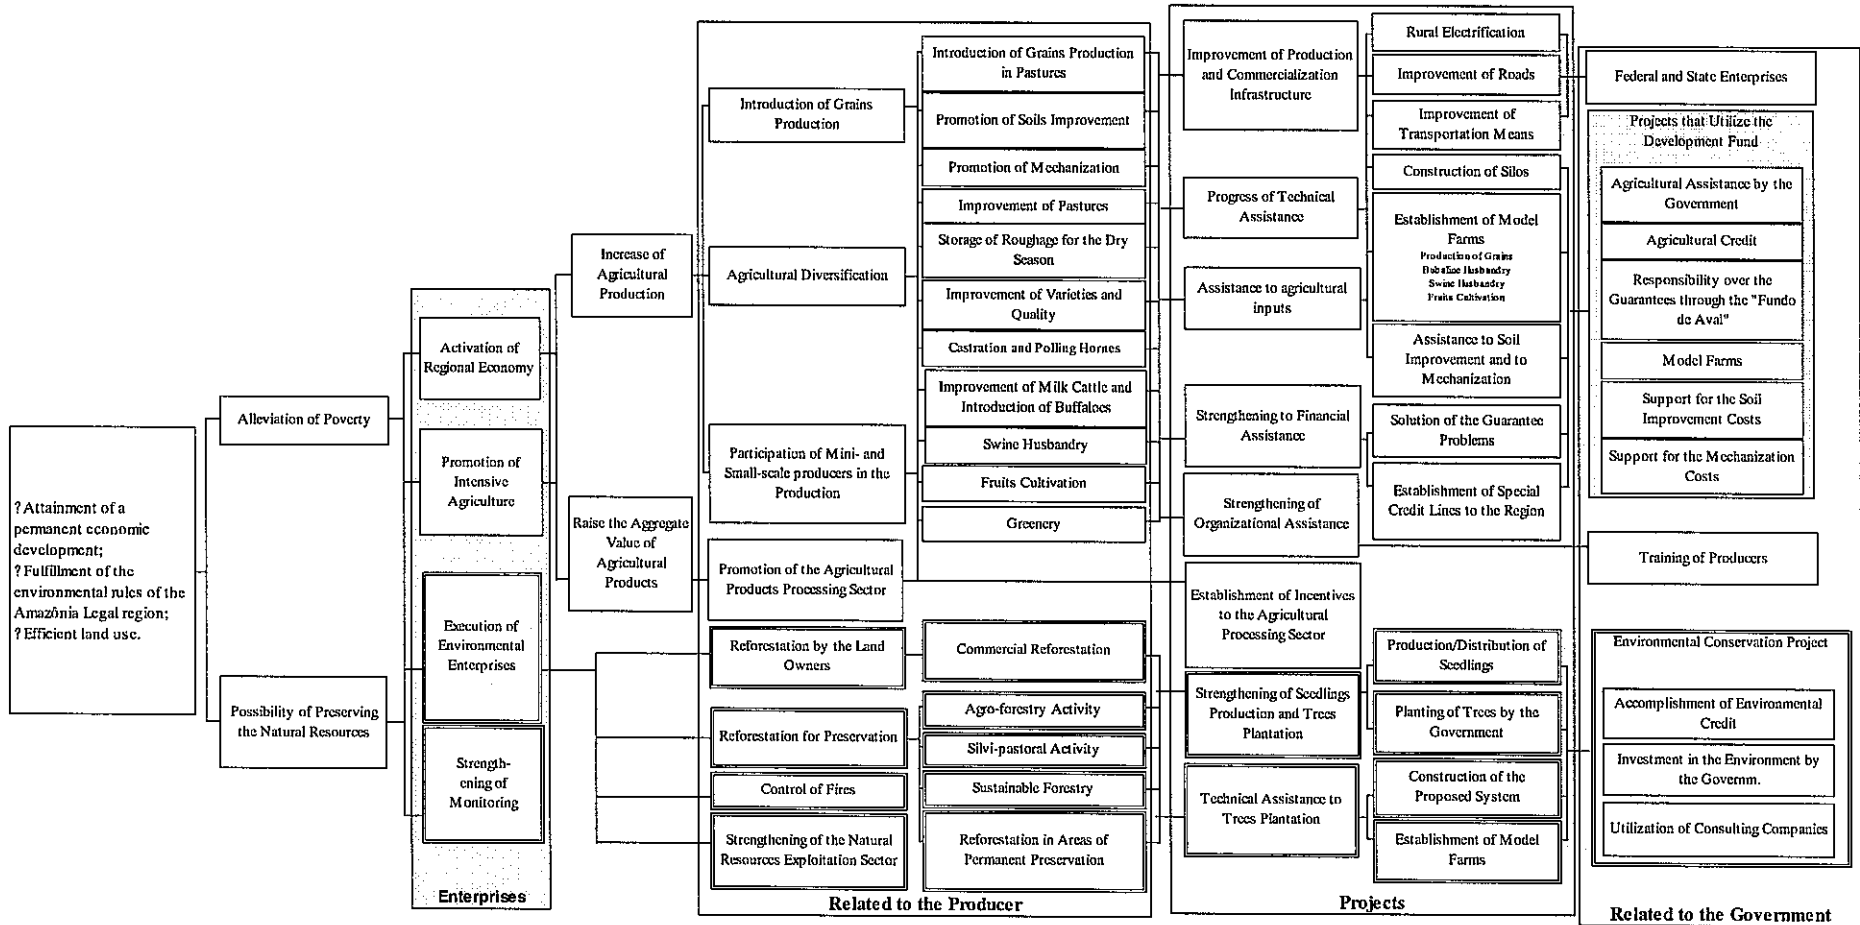 ? Attainment of a
permanent economic
development;
? Fulfillment of the
environmental rules of the
Amazônia Legal region;
? Efficient land use.
Alleviation of Poverty
Possibility of Preserving
the Natural Resources
Activation of
Regional Economy
Promotion of
Intensive
Agriculture
Execution of
Environmental
Enterprises
Strength-
ening of
Monitoring
Enterprises
Increase of
Agricultural
Production
Raise the Aggregate
Value of
Agricultural
Products
Introduction of Grains
Production
Agricultural Diversification
Participation of Mini- and
Small-scale producers in the
Production
Promotion of the Agricultural
Products Processing Sector
Reforestation by the Land
Owners
Reforestation for Preservation
Control of Fires
Strengthening of the Natural
Resources Exploitation Sector
Introduction of Grains Production
in Pastures
Promotion of Soils Improvement
Promotion of Mechanization
Improvement of Pastures
Storage of Roughage for the Dry
Season
Improvement of Varieties and
Quality
Castration and Polling Hornes
Improvement of Milk Cattle and
Introduction of Buffaloes
Swine Husbandry
Fruits Cultivation
Greenery
Commercial Reforestation
Agro-forestry Activity
Silvi-pastoral Activity
Sustainable Forestry
Reforestation in Areas of
Permanent Preservation
Related to the Producer
Improvement of Production
and Commercialization
Infrastructure
Progress of Technical
Assistance
Assistance to agricultural
inputs
Strengthening to Financial
Assistance
Strengthening of
Organizational Assistance
Establishment of Incentives
to the Agricultural
Processing Sector
Strengthening of Seedlings
Production and Trees
Plantation
Technical Assistance to
Trees Plantation
Rural Electrification
Improvement of Roads
Improvement of
Transportation Means
Construction of Silos
Establishment of Model
Farms
Production of Grains
Bubaline Husbandry
Swine Husbandry
Fruits Cultivation
Assistance to Soil
Improvement and to
Mechanization
Solution of the Guarantee
Problems
Establishment of Special
Credit Lines to the Region
Production/Distribution of
Seedlings
Planting of Trees by the
Government
Construction of the
Proposed System
Establishment of Model
Farms
Projects
Federal and State Enterprises
Projects that Utilize the
Development Fund
Agricultural Assistance by the
Government
Agricultural Credit
Responsibility over the
Guarantees through the "Fundo
de Aval"
Model Farms
Support for the Soil
Improvement Costs
Support for the Mechanization
Costs
Training of Producers
Environmental Conservation Project
Accomplishment of Environmental
Credit
Investment in the Environment by
the Governm.
Utilization of Consulting Companies
Related to the Government